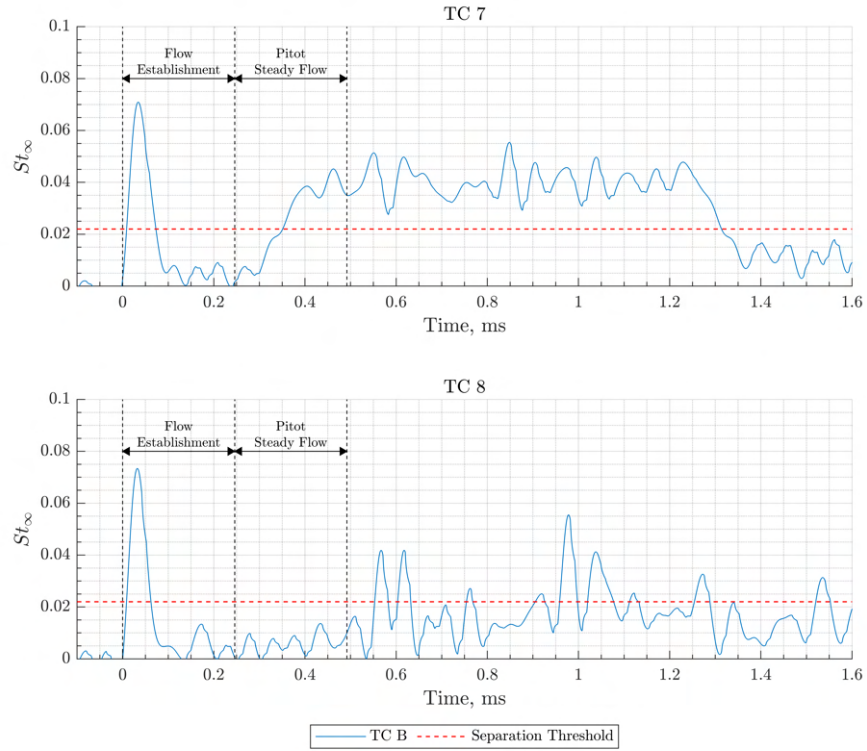 TC 7
0.1
Flow
Establishment
Pitot
Steady Flow
0.08
0.06
St∞
0.04
0.02
0
0 0.2 0.4 0.6 0.8 1 1.2 1.4 1.6
Time, ms
TC 8
0.1
Flow
Establishment
Pitot
Steady Flow
0.08
0.06
St∞
0.04
0.02
0
0 0.2 0.4 0.6 0.8 1 1.2 1.4 1.6
Time, ms
TC B Separation Threshold